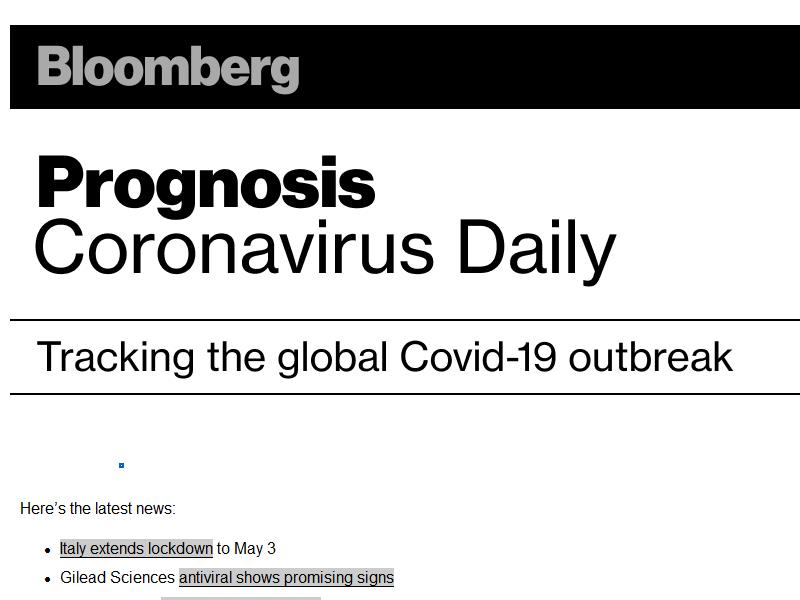 Bloomberg
Prognosis
Coronavirus Daily
Tracking the global Covid-19 outbreak
Here's the latest news:
• Italy extends lockdown to May 3
• Gilead Sciences antiviral shows promising signs